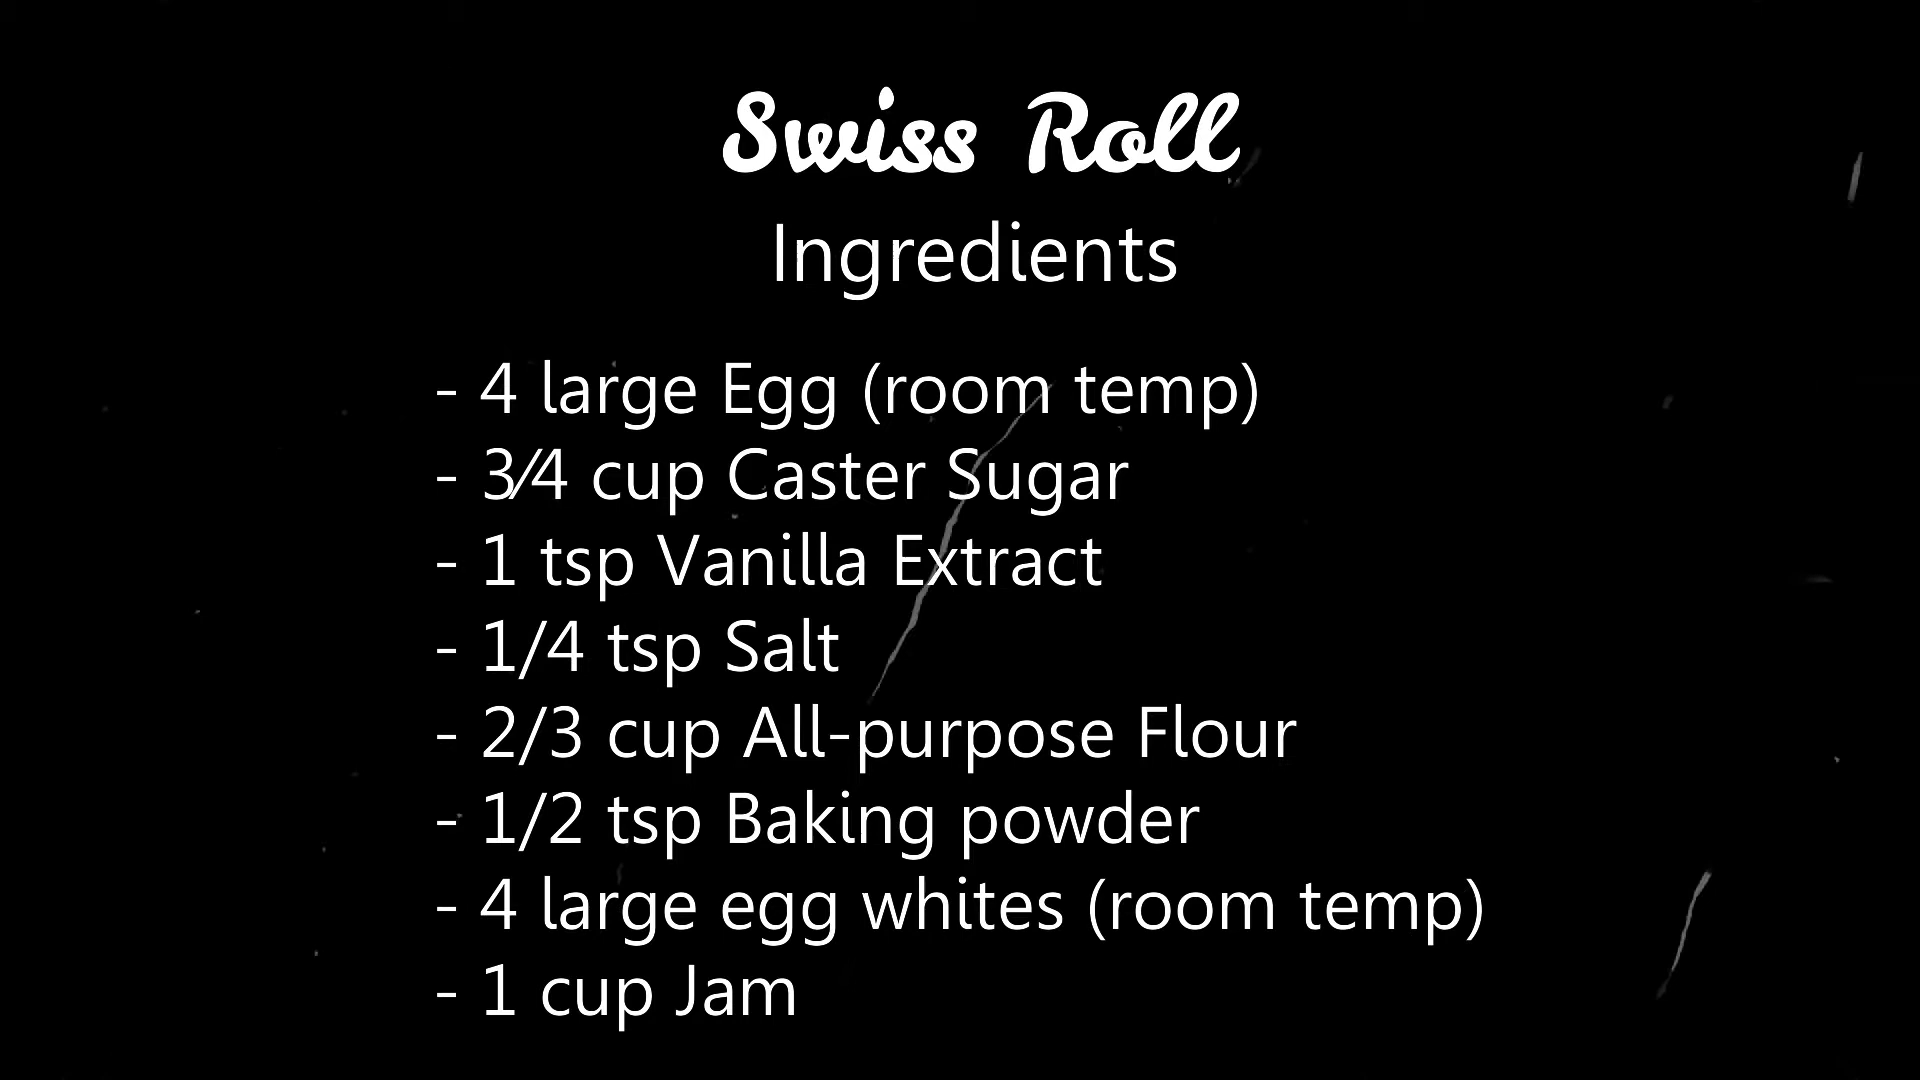 Swiss Roll
Ingredients
- 4 large Egg (room temp)
- 3⁄4 cup Caster Sugar
- 1 tsp Vanilla Extract
- 1/4 tsp Salt
- 2/3 cup All-purpose Flour
- 1/2 tsp Baking powder
- 4 large egg whites (room temp)
- 1 cup Jam